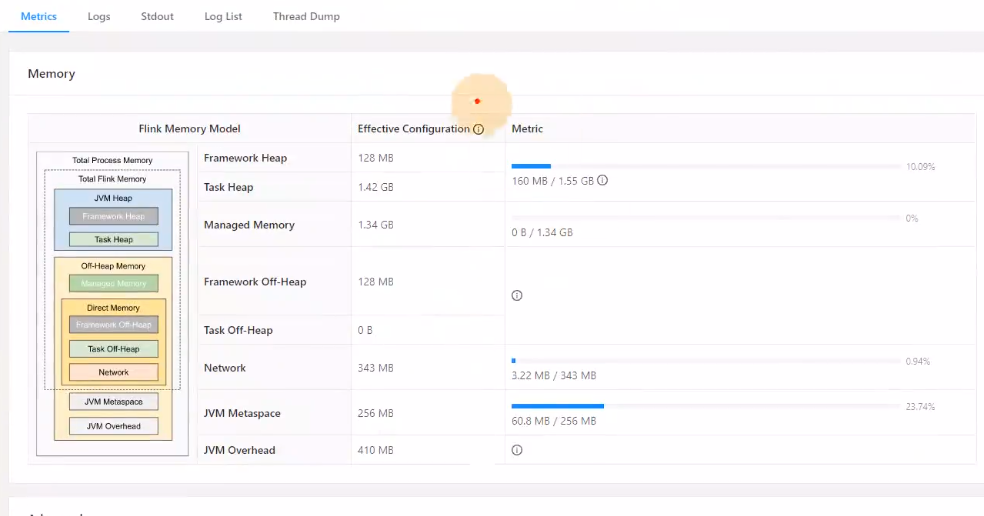 Metrics Logs Stdout Log List Thread Dump
Memory
Flink Memory Model Effective Configuration Metric
Total Process Memory
Total Flink Memory
JVM Heap
Framework Heap
Task Heap
Off-Heap Memory
Managed Memory
Direct Memory
Framework Off-Heap
Task Off-Heap
Network
JVM Metaspace
JVM Overhead
Framework Heap 128 MB
Task Heap 1.42 GB
10.09%
160 MB / 1.55 GB
Managed Memory 1.34 GB
0%
0 B / 1.34 GB
Framework Off-Heap 128 MB
Task Off-Heap 0 B
Network 343 MB
0.94%
3.22 MB / 343 MB
JVM Metaspace 256 MB
23.74%
60.8 MB / 256 MB
JVM Overhead 410 MB